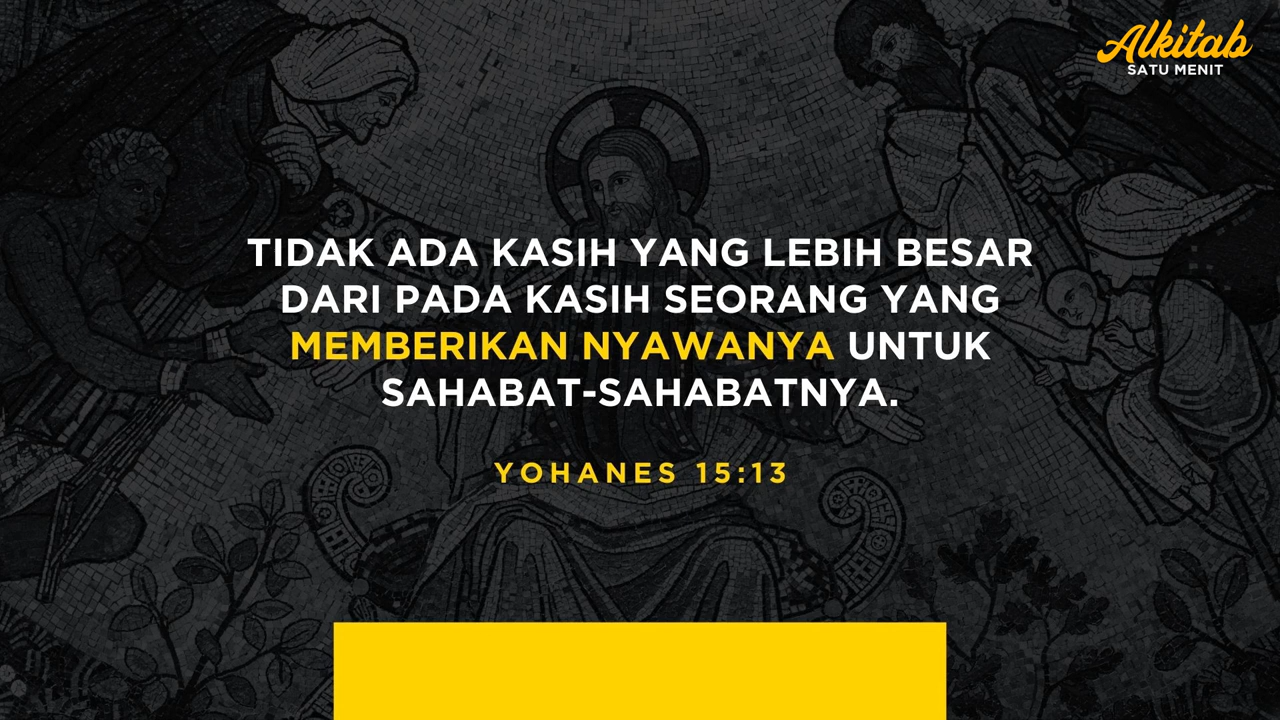 Alkitab
SATU MENIT
TIDAK ADA KASIH YANG LEBIH BESAR
DARI PADA KASIH SEORANG YANG
MEMBERIKAN NYAWANYA UNTUK
SAHABAT-SAHABATNYA.
YOHANES 15:13